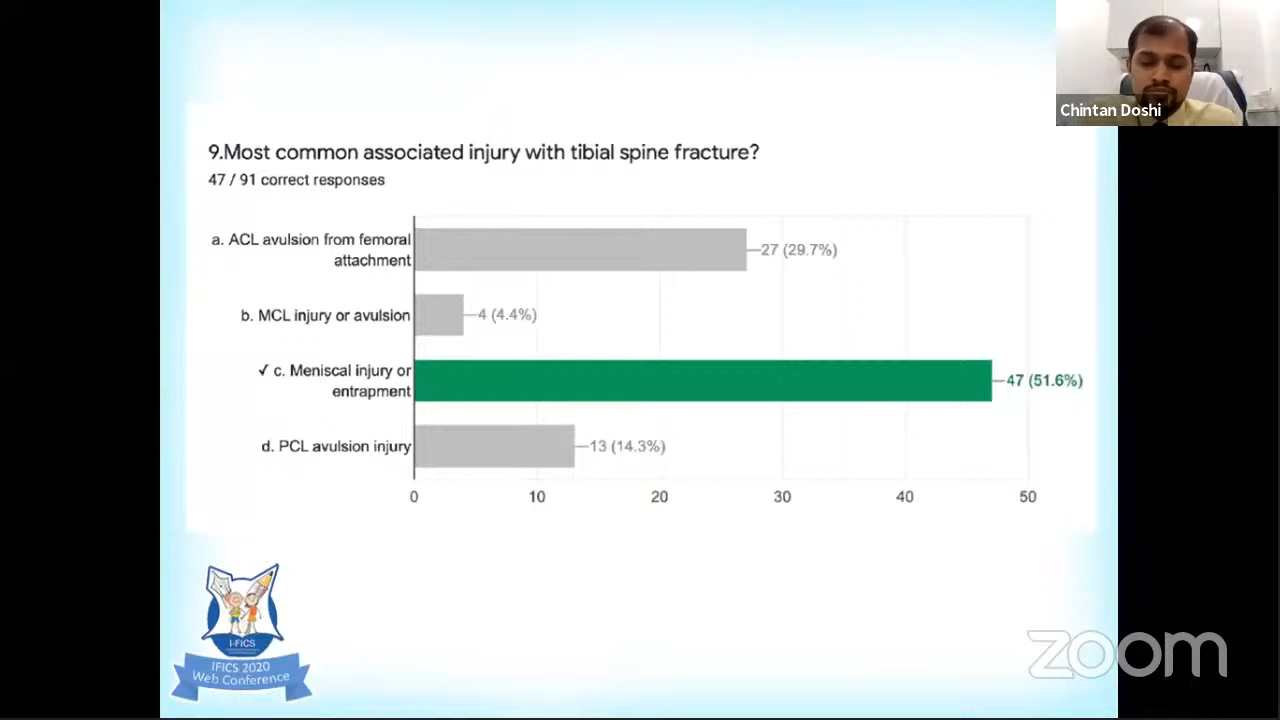 Chintan Doshi
9.Most common associated injury with tibial spine fracture?
47 / 91 correct responses
a. ACL avulsion from femoral
attachment
27 (29.7%)
b. MCL injury or avulsion
4 (4.4%)
✓ c. Meniscal injury or
entrapment
47 (51.6%)
d. PCL avulsion injury
13 (14.3%)
0 10 20 30 40 50
I-FICS
IFICS 2020
Web Conference
zoom